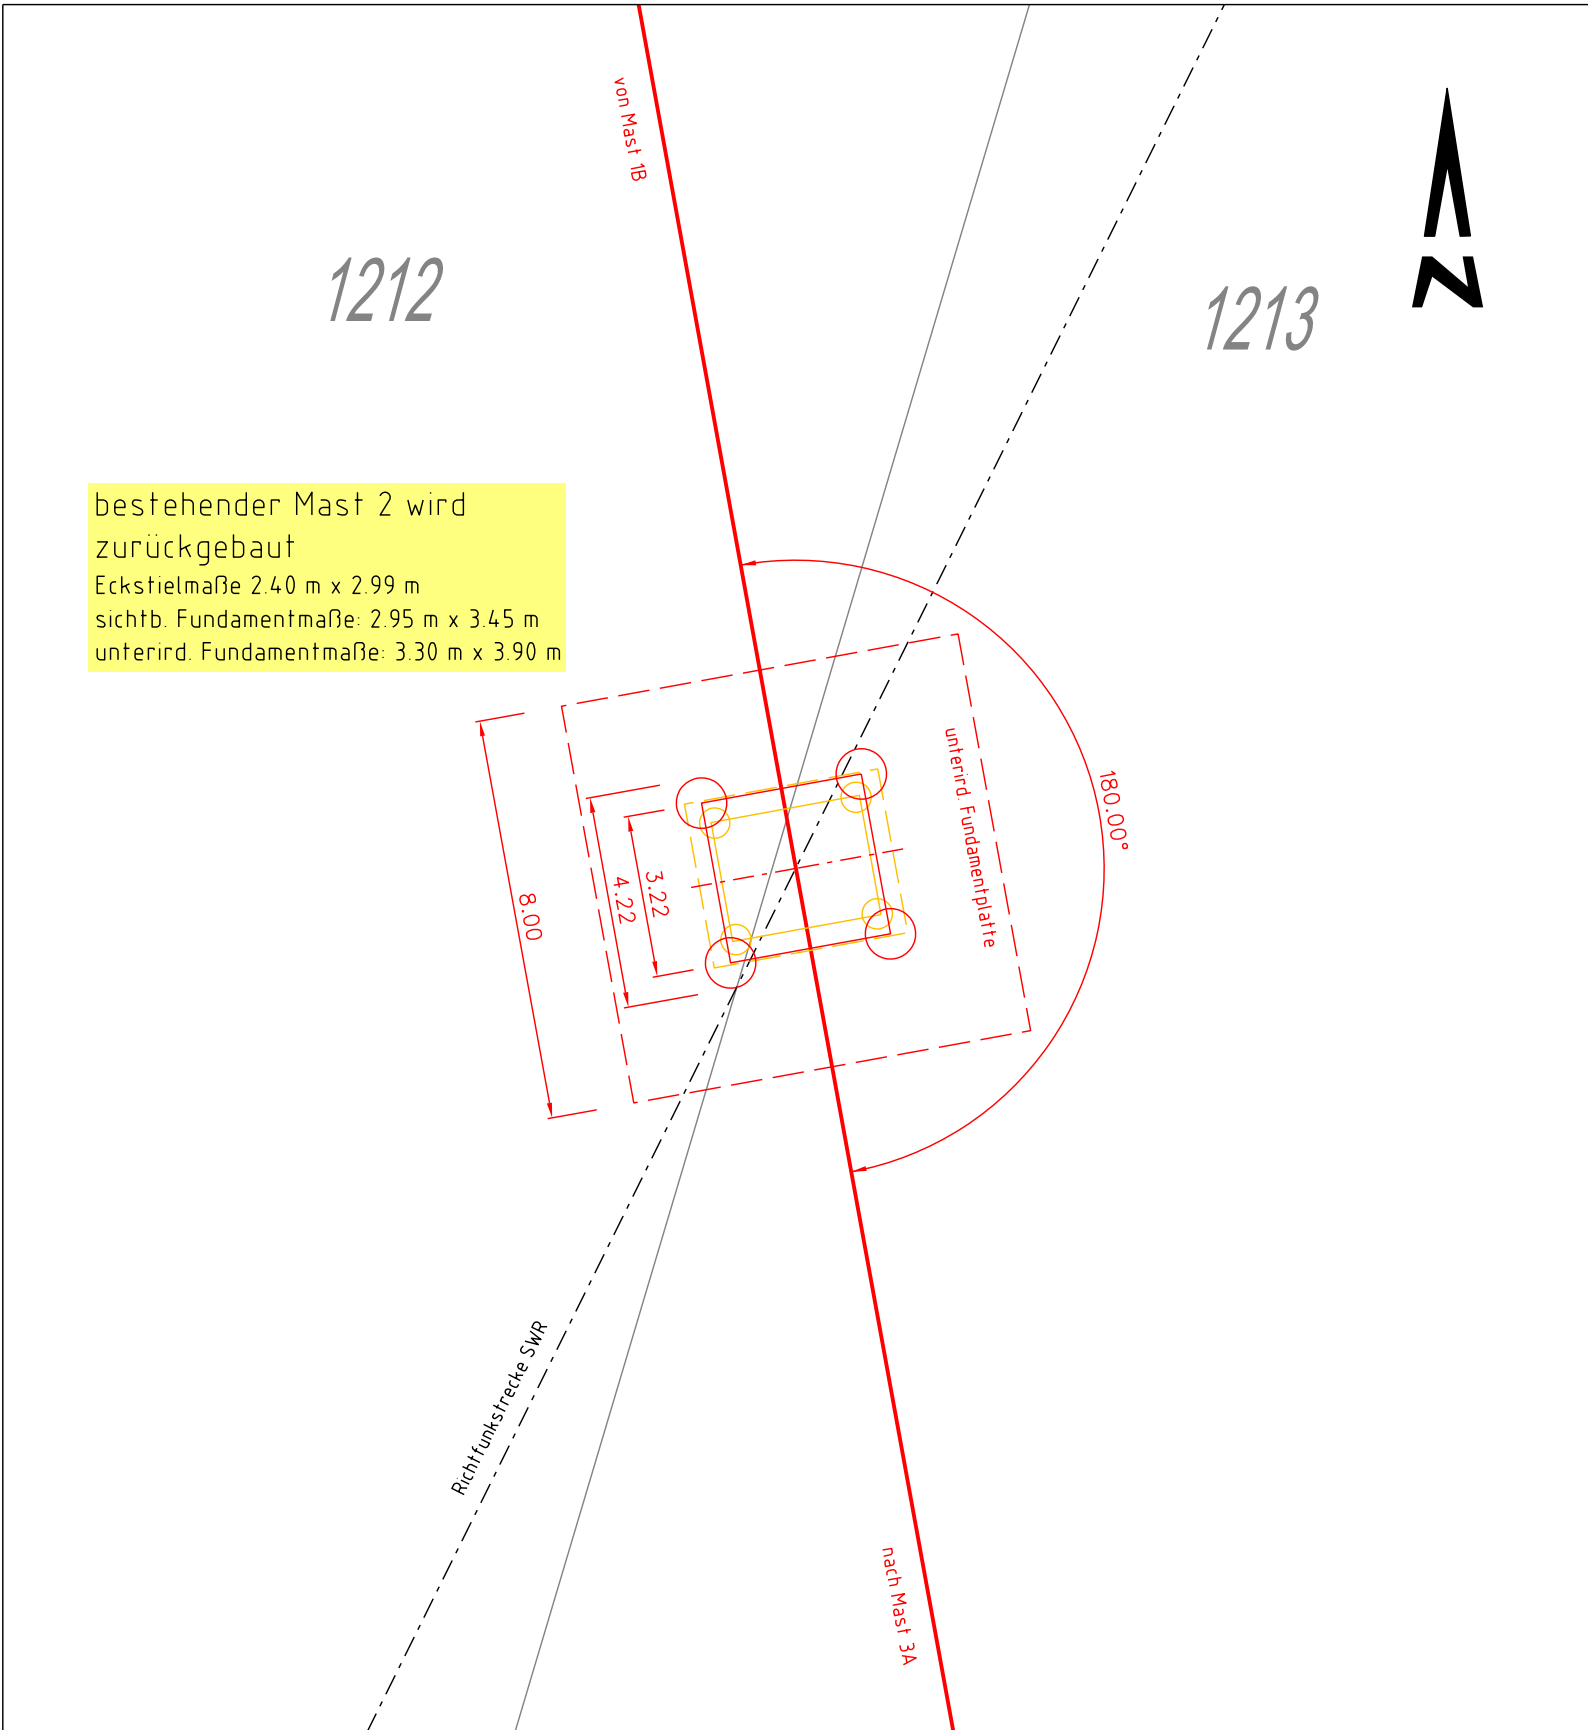 von Mast 1B
1212
1213
N
bestehender Mast 2 wird
zurückgebaut
Eckstielmaße 2.40 m x 2.99 m
sichtb. Fundamentmaße: 2.95 m x 3.45 m
unterird. Fundamentmaße: 3.30 m x 3.90 m
unterird. Fundamentplatte
180.00°
8.00
4.22
3.22
Richtfunkstrecke SWR
nach Mast 3A